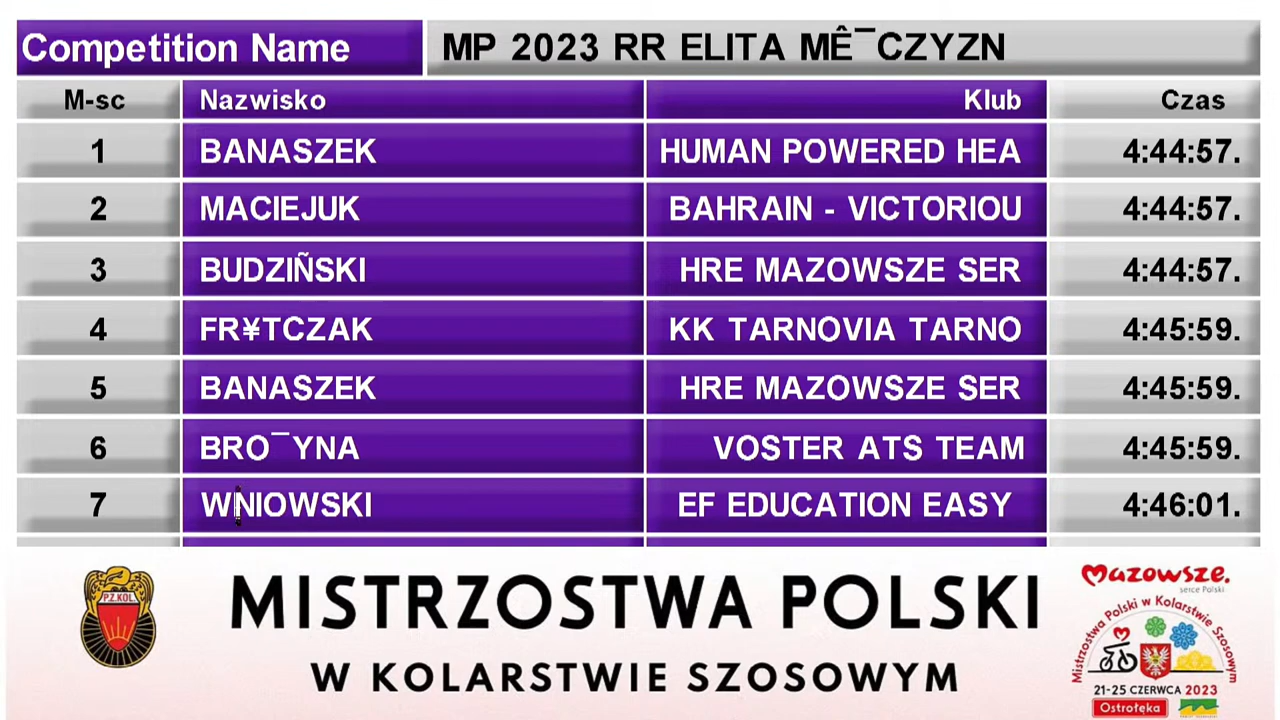 Competition Name MP 2023 RR ELITA MÊ¯CZYZN
M-sc Nazwisko Klub Czas
1 BANASZEK HUMAN POWERED HEA 4:44:57.
2 MACIEJUK BAHRAIN - VICTORIOU 4:44:57.
3 BUDZIÑSKI HRE MAZOWSZE SER 4:44:57.
4 FR¥TCZAK KK TARNOVIA TARNO 4:45:59.
5 BANASZEK HRE MAZOWSZE SER 4:45:59.
6 BRO¯YNA VOSTER ATS TEAM 4:45:59.
7 WNIOWSKI EF EDUCATION EASY 4:46:01.
P.Z.KOL.
MISTRZOSTWA POLSKI
W KOLARSTWIE SZOSOWYM
mazowsze.
serce Polski
Mistrzostwa Polski w Kolarstwie Szosowym
21-25 CZERWCA 2023
Ostrołęka